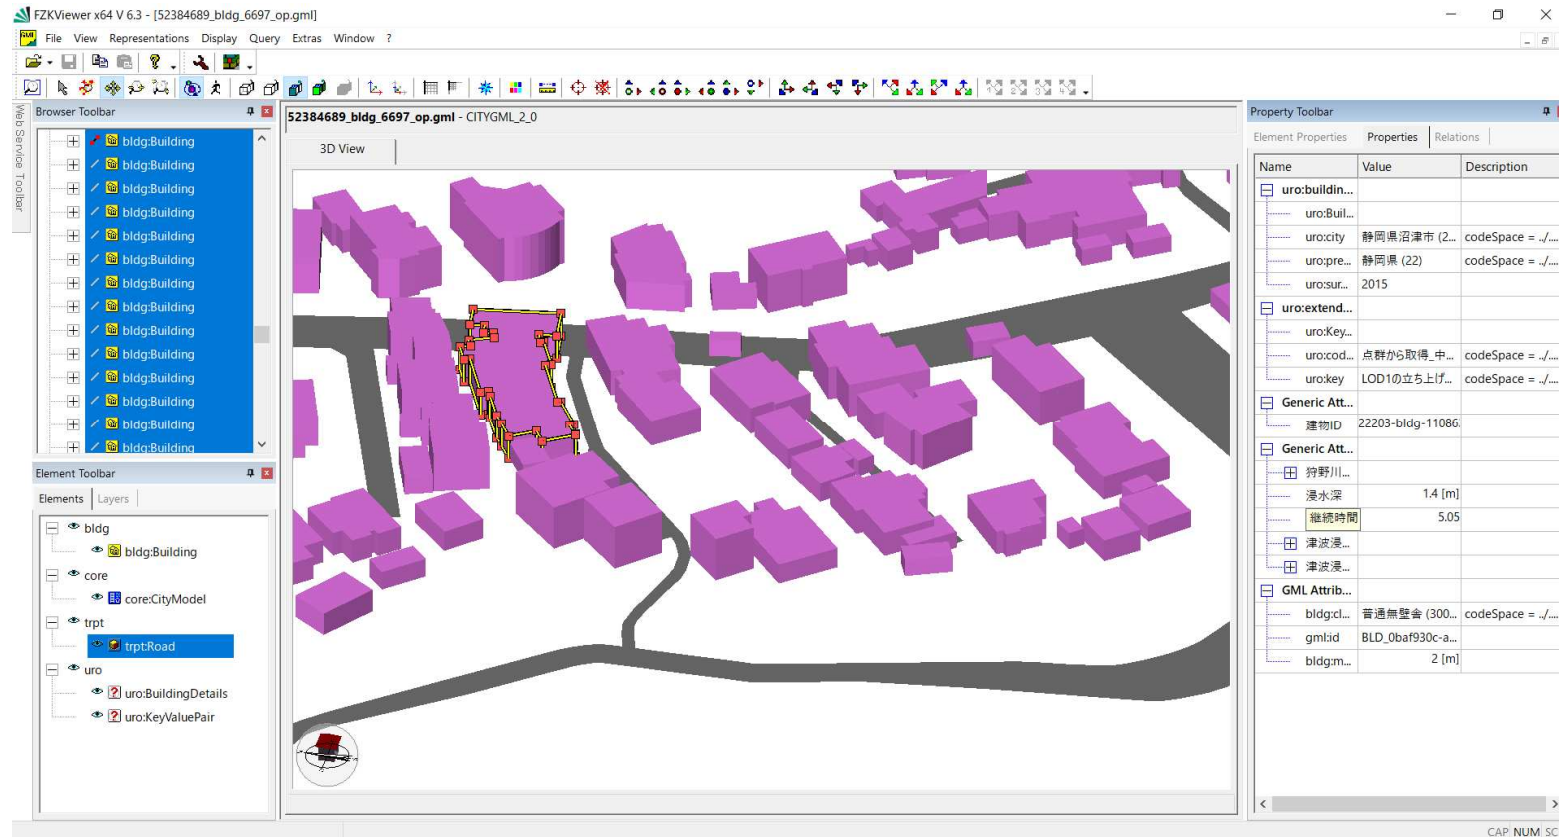 FZKViewer x64 V 6.3 - [52384689_bldg_6697_op.gml]
File View Representations Display Query Extras Window ?
Web Service Toolbar
Browser Toolbar
bldg:Building
bldg:Building
bldg:Building
bldg:Building
bldg:Building
bldg:Building
bldg:Building
bldg:Building
bldg:Building
bldg:Building
bldg:Building
bldg:Building
bldg:Building
bldg:Building
Element Toolbar
Elements Layers
bldg
bldg:Building
core
core:CityModel
trpt
trpt:Road
uro
uro:BuildingDetails
uro:KeyValuePair
52384689_bldg_6697_op.gml - CITYGML_2_0
3D View
Property Toolbar
Element Properties Properties Relations
Name Value Description
uro:buildin...
uro:Buil...
uro:city 静岡県沼津市 (2... codeSpace = ../....
uro:pre... 静岡県 (22) codeSpace = ../....
uro:sur... 2015
uro:extend...
uro:Key...
uro:cod... 点群から取得_中... codeSpace = ../....
uro:key LOD1の立ち上げ... codeSpace = ../....
Generic Att...
建物ID 22203-bldg-11086
Generic Att...
狩野川...
浸水深 1.4 [m]
継続時間 5.05
津波浸...
津波浸...
GML Attrib...
bldg:cl... 普通無壁舎 (300... codeSpace = ../....
gml:id BLD_0baf930c-a...
bldg:m... 2 [m]
CAP NUM SC